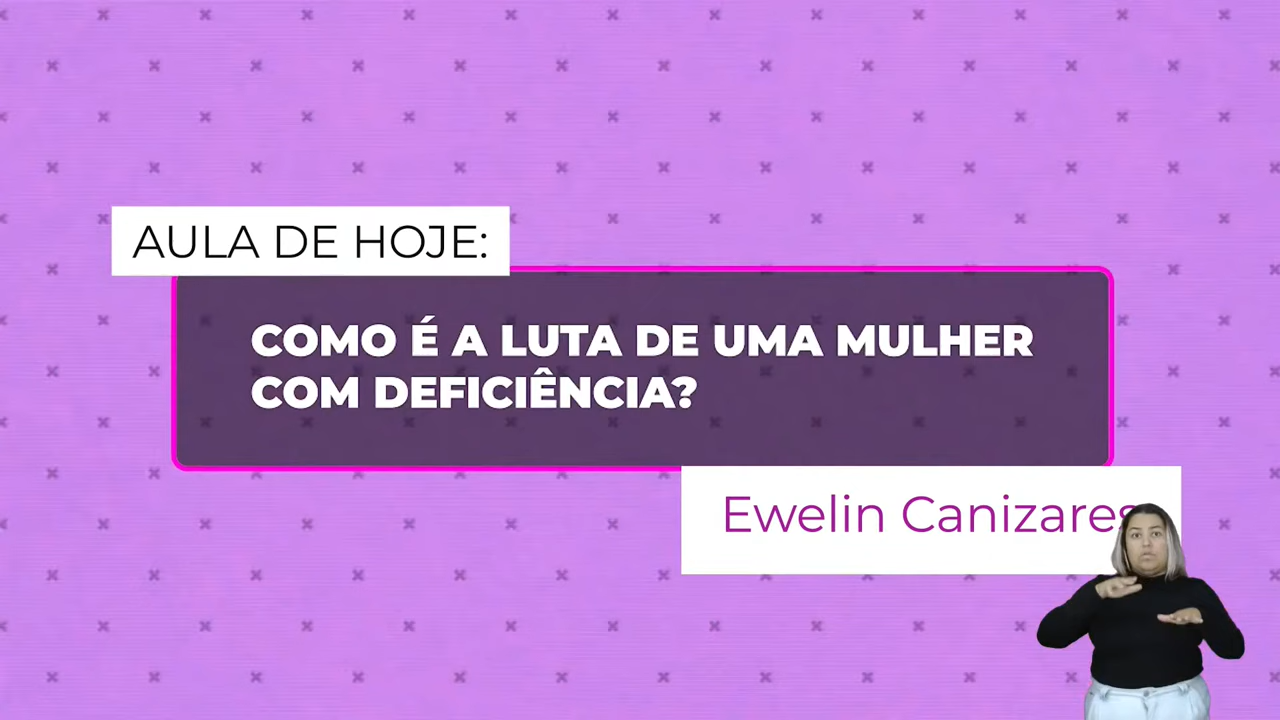 AULA DE HOJE:
COMO É A LUTA DE UMA MULHER
COM DEFICIÊNCIA?
Ewelin Canizares